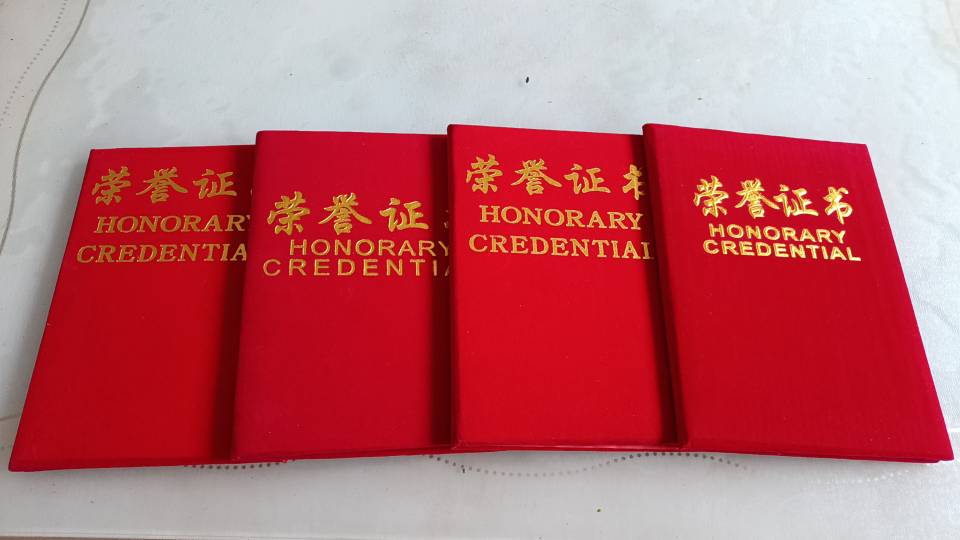 荣誉证
HONORARY
CREDENTIA
荣誉证
HONORARY
CREDENTIA
荣誉证
HONORARY
CREDENTIAL
荣誉证书
HONORARY
CREDENTIAL